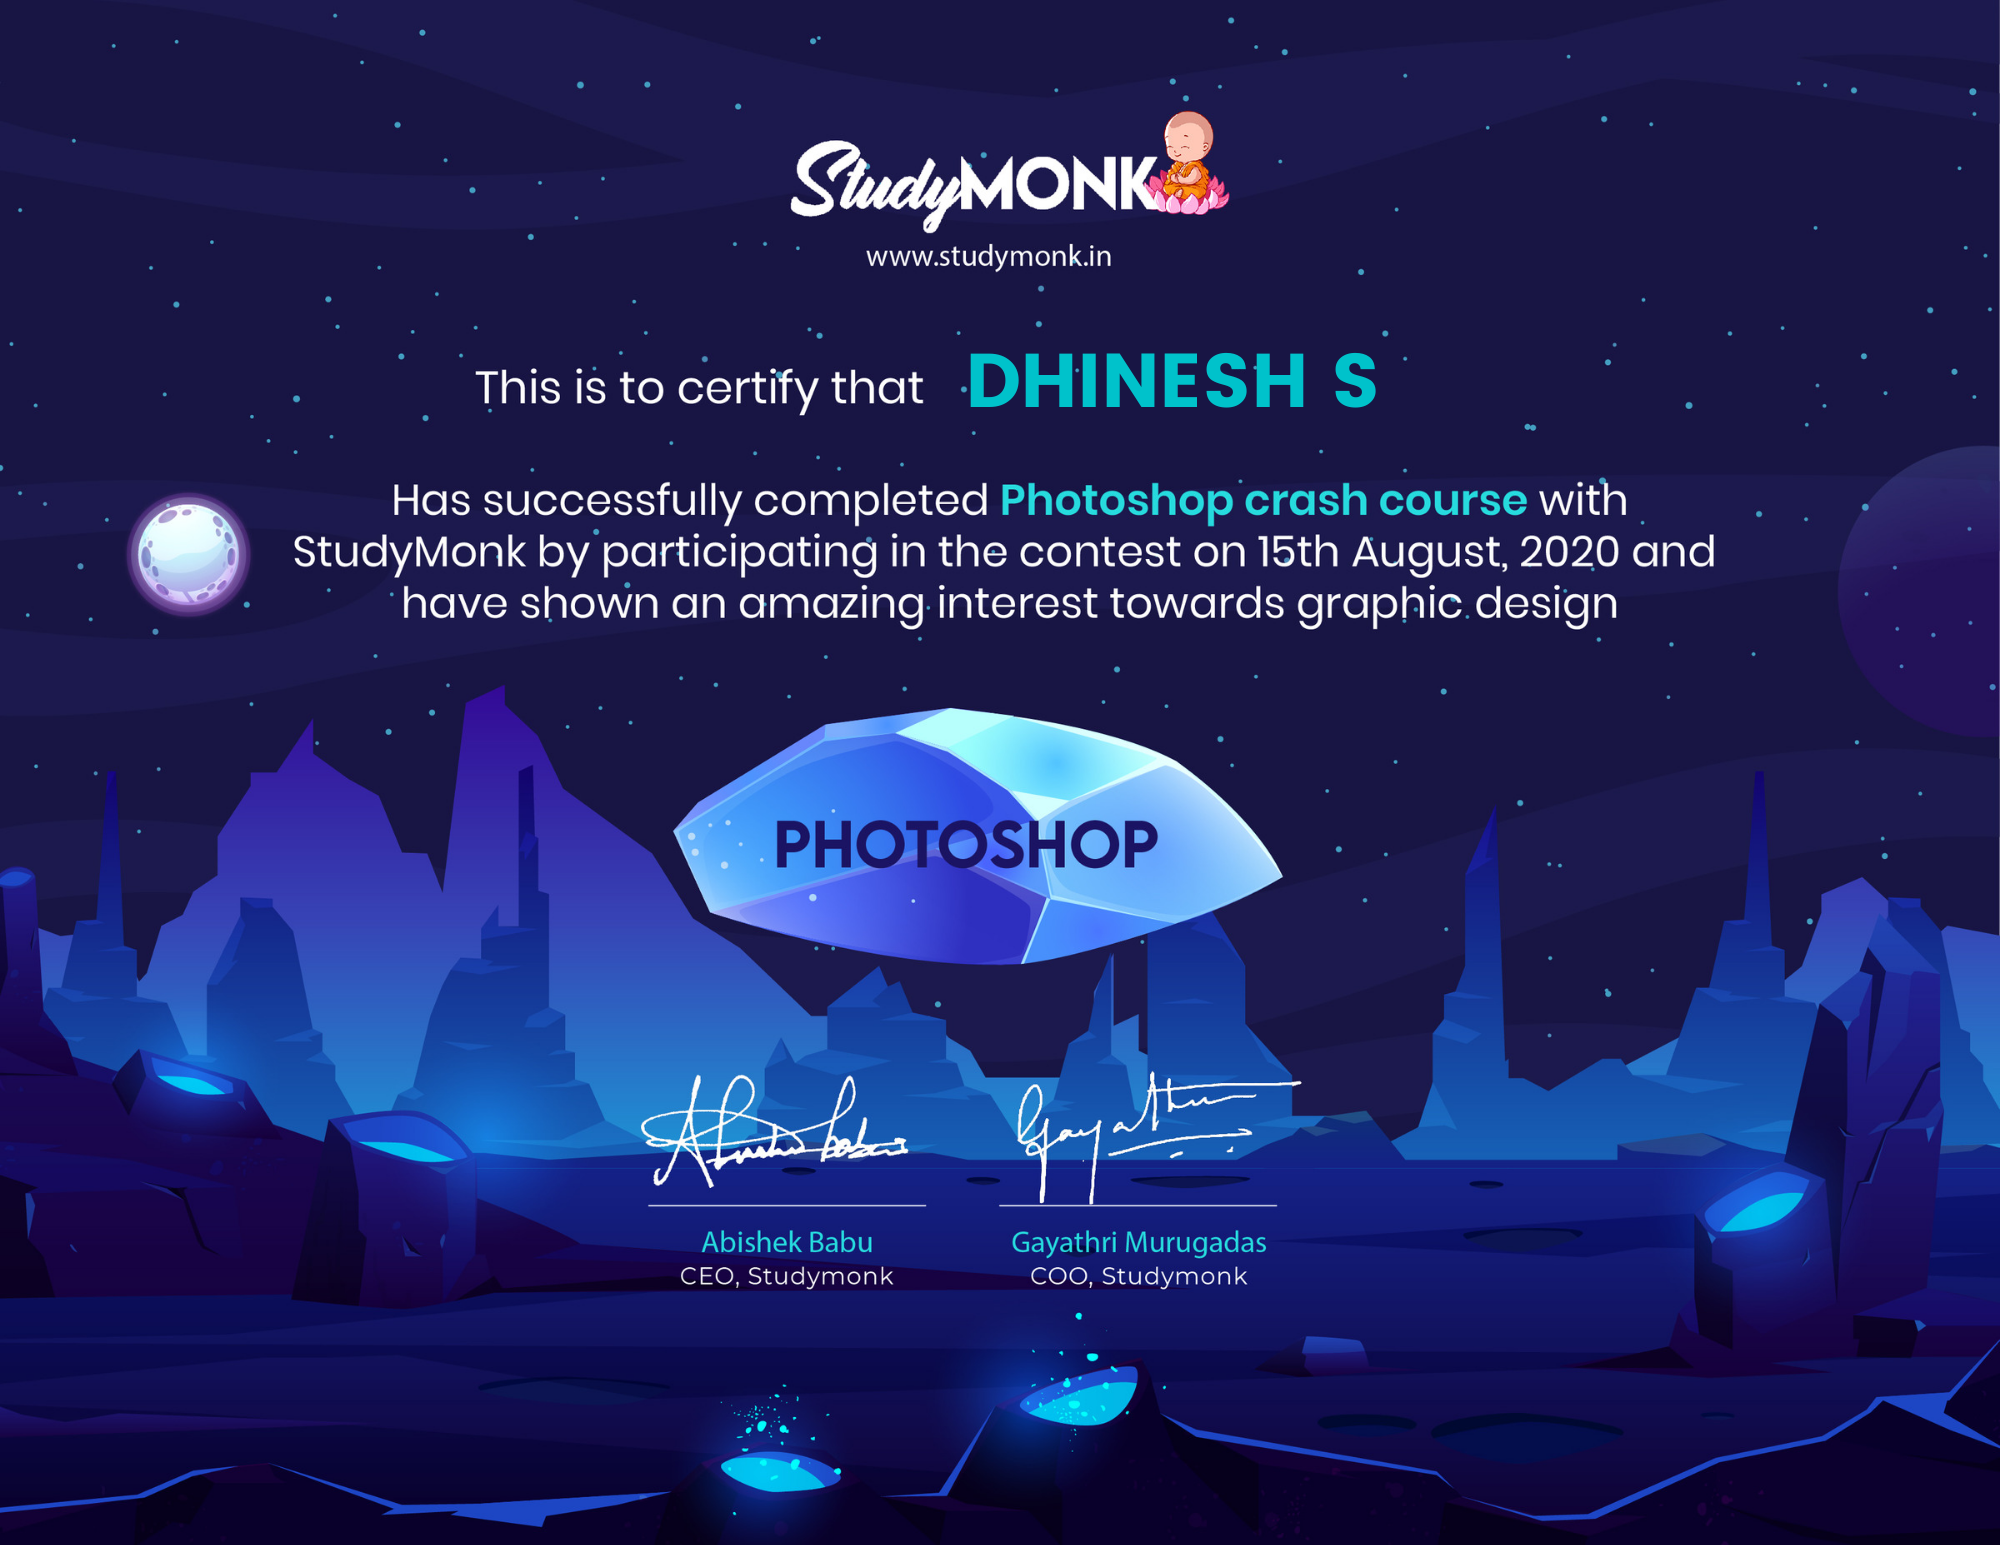 StudyMONK
www.studymonk.in
This is to certify that DHINESH S
Has successfully completed Photoshop crash course with
StudyMonk by participating in the contest on 15th August, 2020 and
have shown an amazing interest towards graphic design
PHOTOSHOP
Abishek Babu
CEO, Studymonk
Gayathri Murugadas
COO, Studymonk